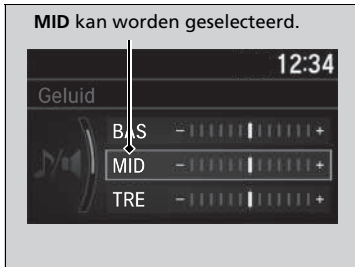 MID kan worden geselecteerd.
12:34
Geluid
BAS - +
MID - +
TRE - +